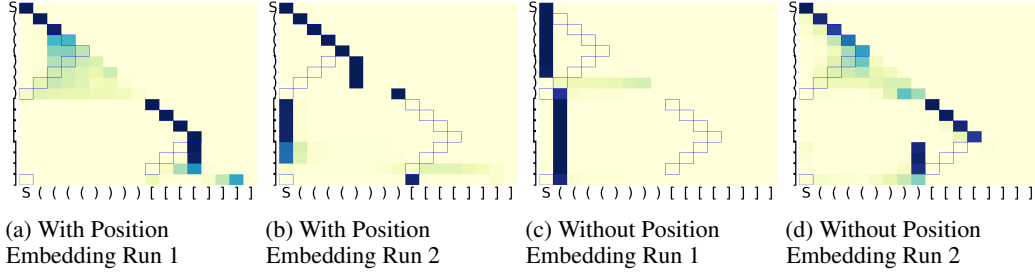 S
S ( ( ( ( ) ) ) ) [ [ [ [ ] ] ] ]
(a) With Position
Embedding Run 1
S
S ( ( ( ( ) ) ) ) [ [ [ [ ] ] ] ]
(b) With Position
Embedding Run 2
S
S ( ( ( ( ) ) ) ) [ [ [ [ ] ] ] ]
(c) Without Position
Embedding Run 1
S
S ( ( ( ( ) ) ) ) [ [ [ [ ] ] ] ]
(d) Without Position
Embedding Run 2